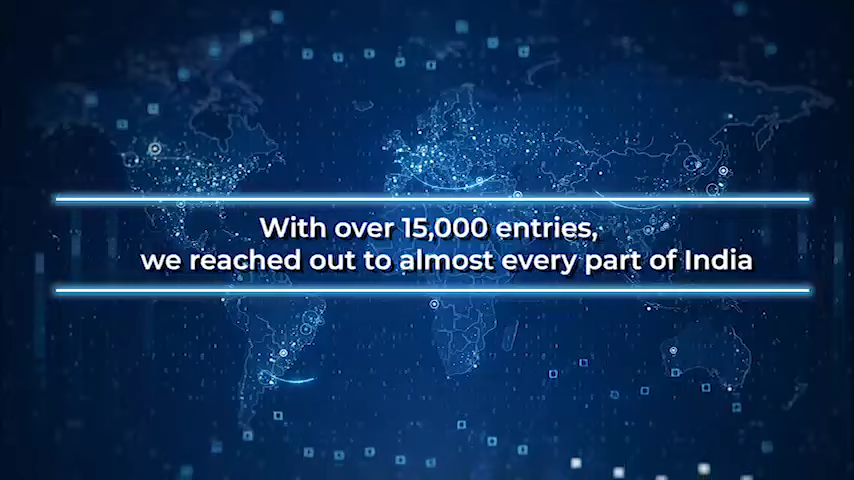 With over 15,000 entries,
we reached out to almost every part of India